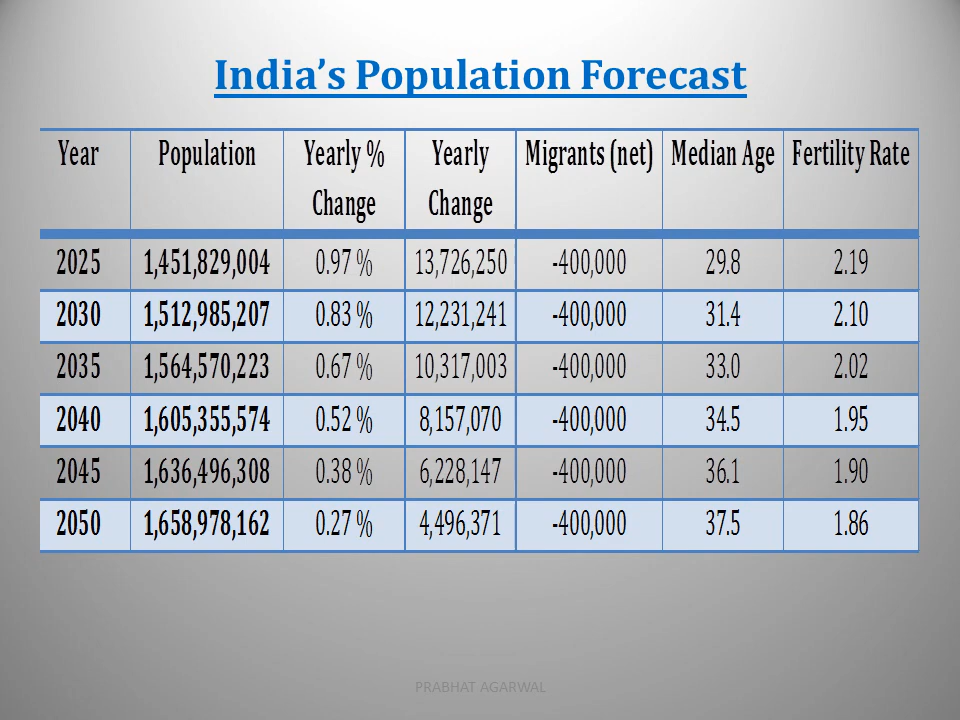 India’s Population Forecast
Year Population Yearly % Change Yearly Change Migrants (net) Median Age Fertility Rate
2025 1,451,829,004 0.97 % 13,726,250 -400,000 29.8 2.19
2030 1,512,985,207 0.83 % 12,231,241 -400,000 31.4 2.10
2035 1,564,570,223 0.67 % 10,317,003 -400,000 33.0 2.02
2040 1,605,355,574 0.52 % 8,157,070 -400,000 34.5 1.95
2045 1,636,496,308 0.38 % 6,228,147 -400,000 36.1 1.90
2050 1,658,978,162 0.27 % 4,496,371 -400,000 37.5 1.86
PRABHAT AGARWAL